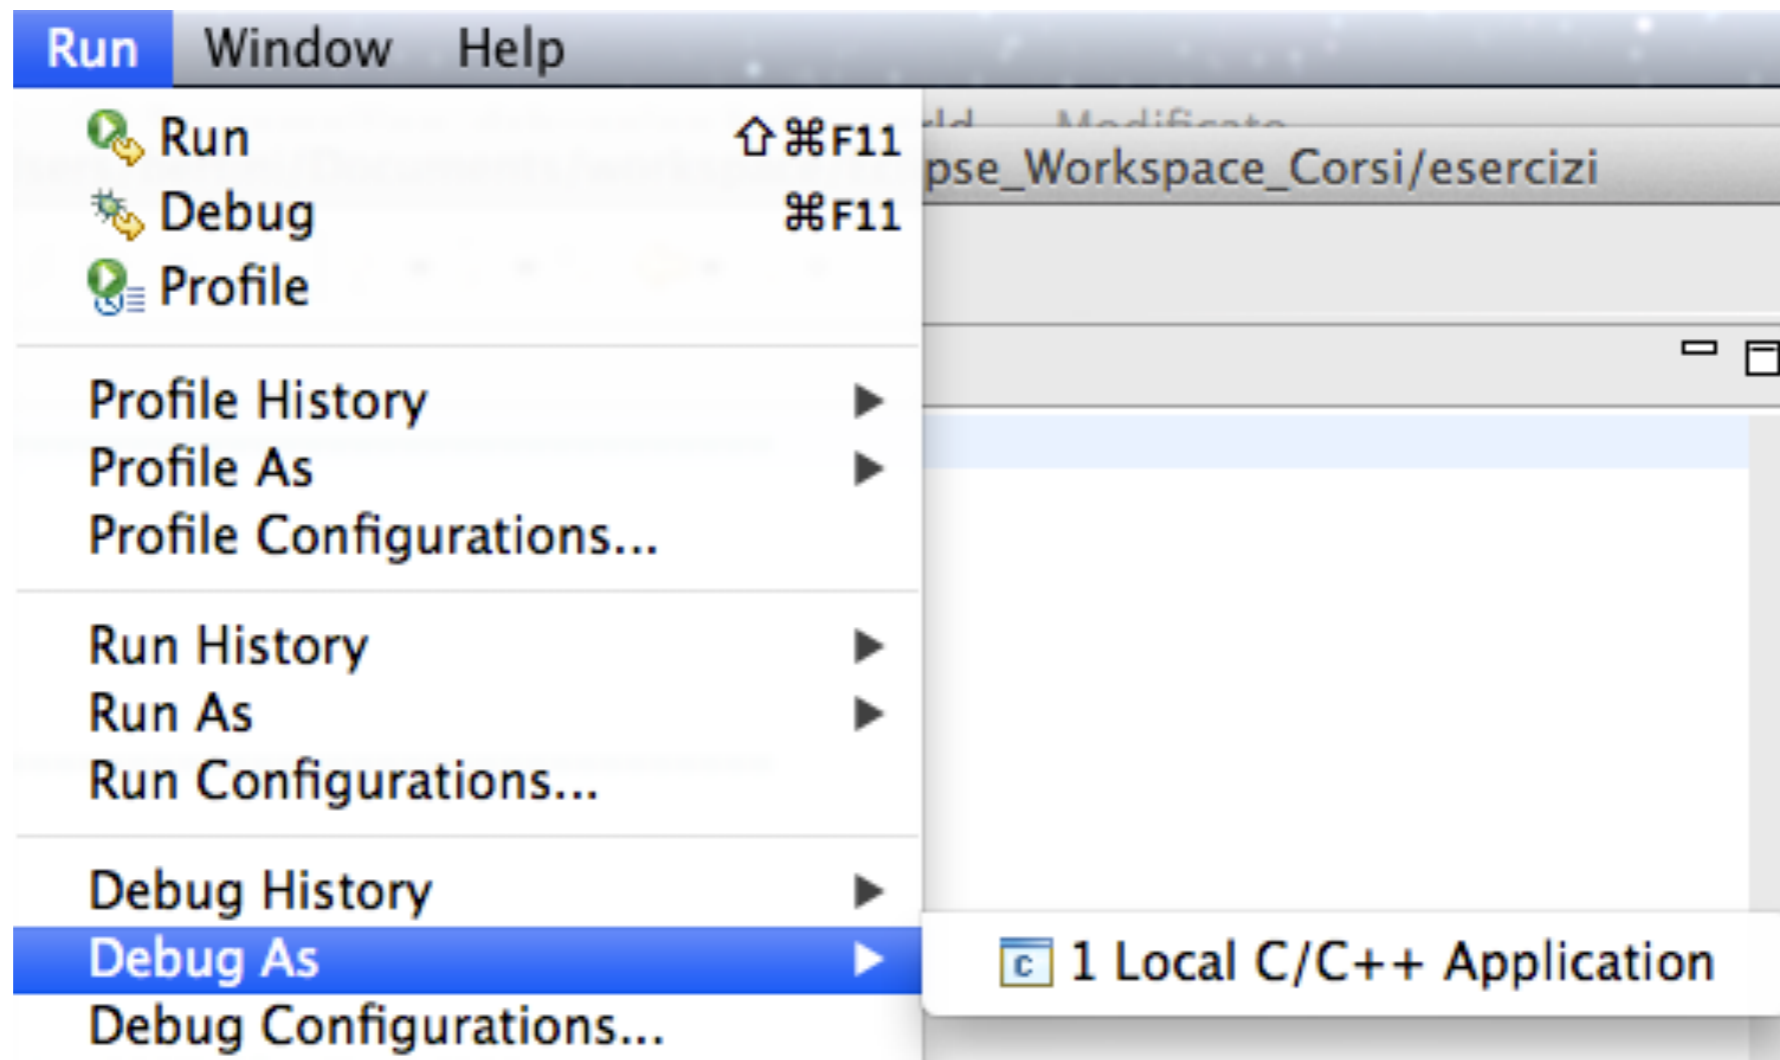 Run Window Help
Run ⇧⌘F11
pse_Workspace_Corsi/esercizi
Debug ⌘F11
Profile
Profile History
Profile As
Profile Configurations...
Run History
Run As
Run Configurations...
Debug History
Debug As
1 Local C/C++ Application
Debug Configurations...